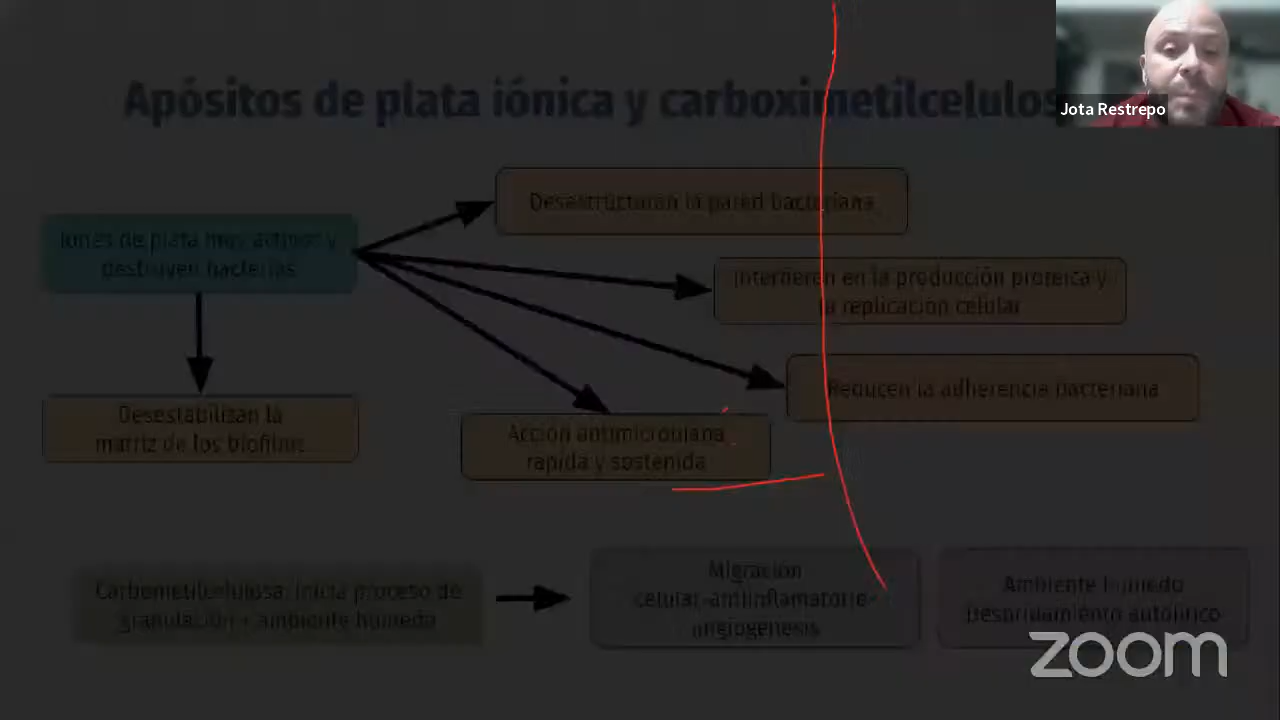 Apósitos de plata iónica y carboximetilcelulos
Jota Restrepo
Desestructuran la pared bacteriana
Iones de plata muy activos y
destruyen bacterias
Interfieren en la producción proteica y
la replicación celular
Reducen la adherencia bacteriana
Desestabilizan la
matriz de los biofilms
Acción antimicrobiana
rápida y sostenida
inicia proceso de
granulación + ambiente húmedo
Migración
celular-antiinflamatorio-
angiogénesis
Ambiente húmedo
Desbridamiento autolítico
zoom